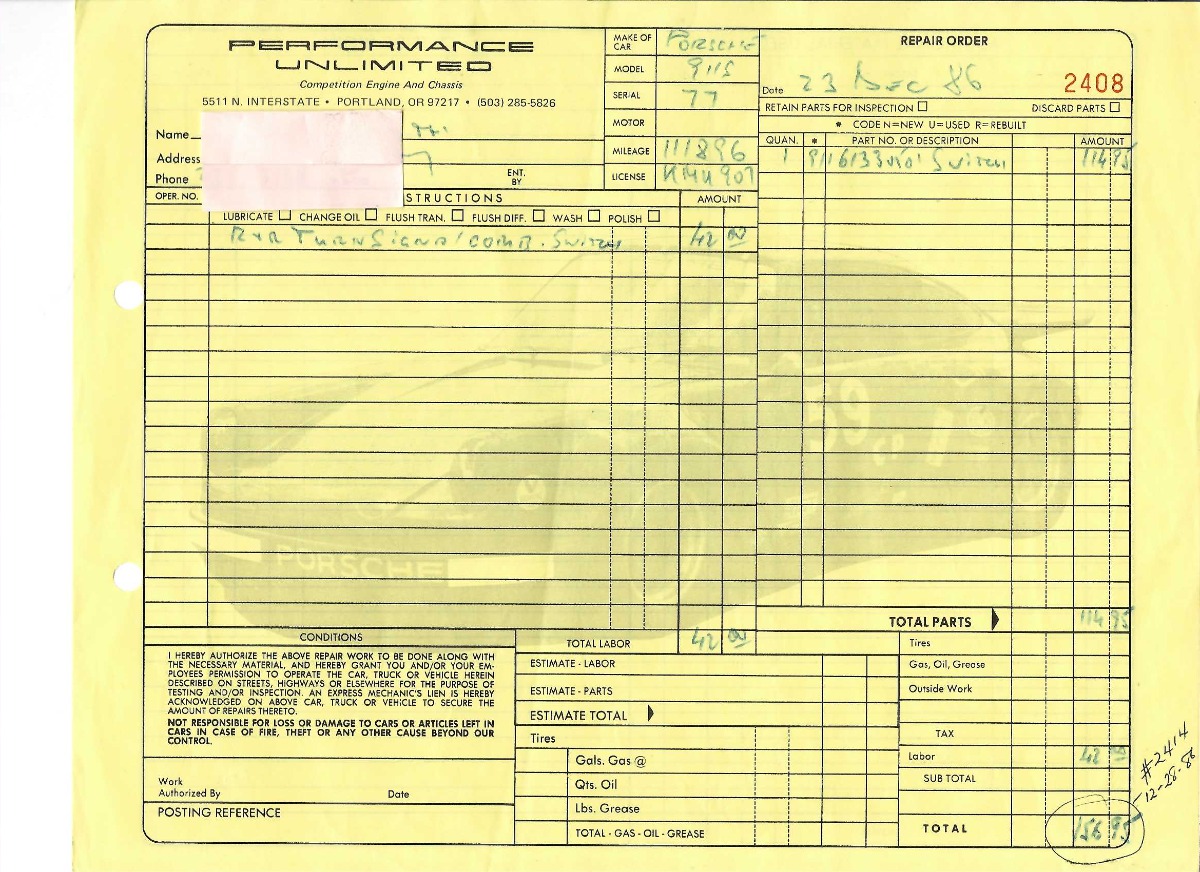 PERFORMANCE
UNLIMITED
Competition Engine And Chassis
5511 N. INTERSTATE • PORTLAND, OR 97217 • (503) 285-5826
Name
Address
Phone
ENT. BY
MAKE OF CAR PORSCHE
MODEL 911S
SERIAL 77
MOTOR
MILEAGE 111896
LICENSE
REPAIR ORDER
Date 23 Dec 86 2408
RETAIN PARTS FOR INSPECTION DISCARD PARTS
* CODE N=NEW U=USED R=REBUILT
QUAN. * PART NO. OR DESCRIPTION AMOUNT
1 Switch 114 95
OPER. NO. STRUCTIONS AMOUNT
LUBRICATE CHANGE OIL FLUSH TRAN. FLUSH DIFF. WASH POLISH
R+R Turn Signal/comb. Switch 42 00
59
PORSCHE
TOTAL PARTS 114 95
CONDITIONS
I HEREBY AUTHORIZE THE ABOVE REPAIR WORK TO BE DONE ALONG WITH
THE NECESSARY MATERIAL, AND HEREBY GRANT YOU AND/OR YOUR EM-
PLOYEES PERMISSION TO OPERATE THE CAR, TRUCK OR VEHICLE HEREIN
DESCRIBED ON STREETS, HIGHWAYS OR ELSEWHERE FOR THE PURPOSE OF
TESTING AND/OR INSPECTION. AN EXPRESS MECHANIC'S LIEN IS HEREBY
ACKNOWLEDGED ON ABOVE CAR, TRUCK OR VEHICLE TO SECURE THE
AMOUNT OF REPAIRS THERETO.
NOT RESPONSIBLE FOR LOSS OR DAMAGE TO CARS OR ARTICLES LEFT IN
CARS IN CASE OF FIRE, THEFT OR ANY OTHER CAUSE BEYOND OUR
CONTROL.
Work
Authorized By Date
POSTING REFERENCE
TOTAL LABOR 42 00
ESTIMATE - LABOR
ESTIMATE - PARTS
ESTIMATE TOTAL
Tires
Gals. Gas @
Qts. Oil
Lbs. Grease
TOTAL - GAS - OIL - GREASE
Tires
Gas, Oil, Grease
Outside Work
TAX
Labor 42 00
SUB TOTAL
TOTAL 156 95
#2414
12-28-86